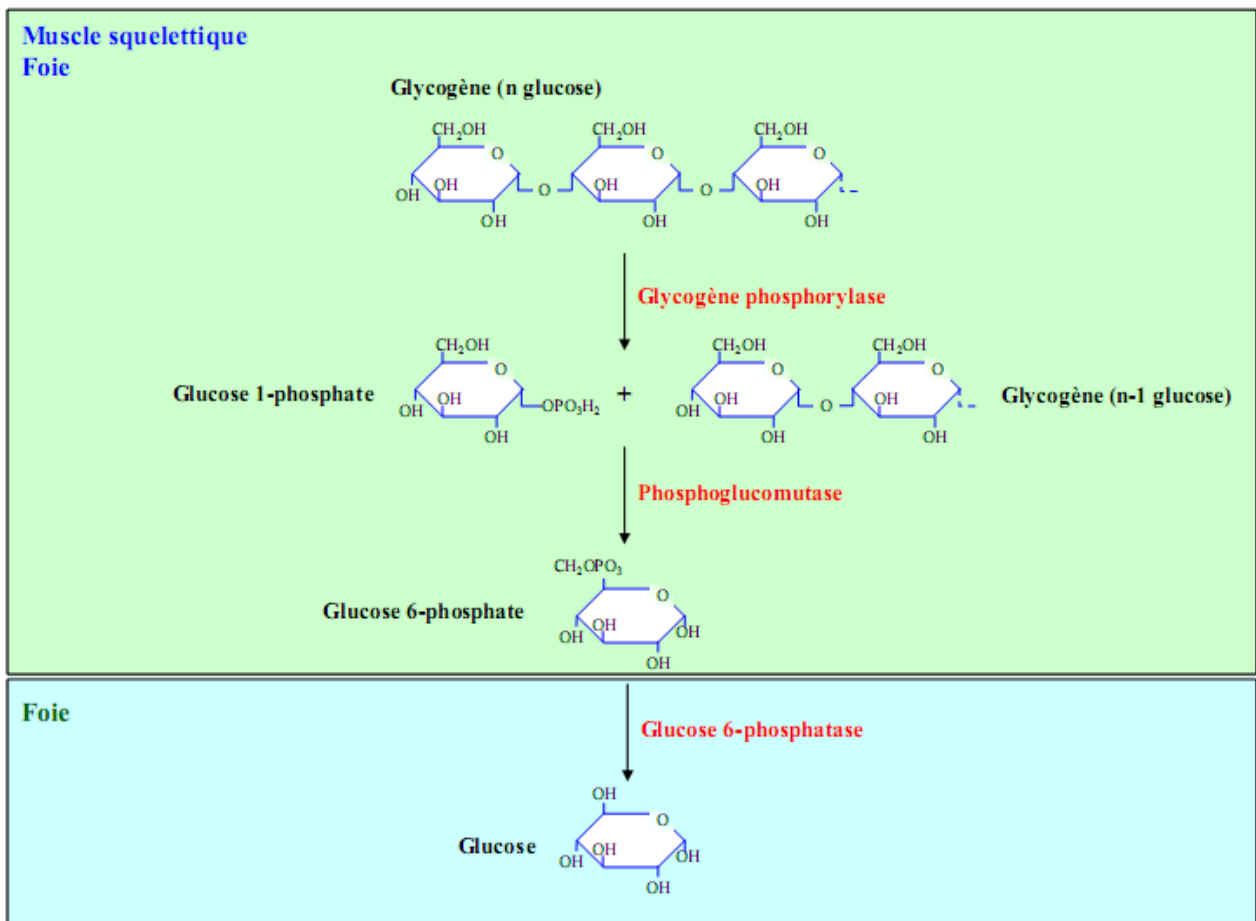 Muscle squelettique
Foie
Glycogène (n glucose)
CH₂OH CH₂OH CH₂OH
O O O
OH OH OH OH O O
OH OH OH
Glycogène phosphorylase
CH₂OH CH₂OH CH₂OH
O O O
Glucose 1-phosphate OH OH OPO₃H₂ + OH OH O OH Glycogène (n-1 glucose)
OH OH OH
Phosphoglucomutase
CH₂OPO₃
O
Glucose 6-phosphate OH OH OH
OH
Foie
Glucose 6-phosphatase
OH
O
Glucose OH OH OH
OH